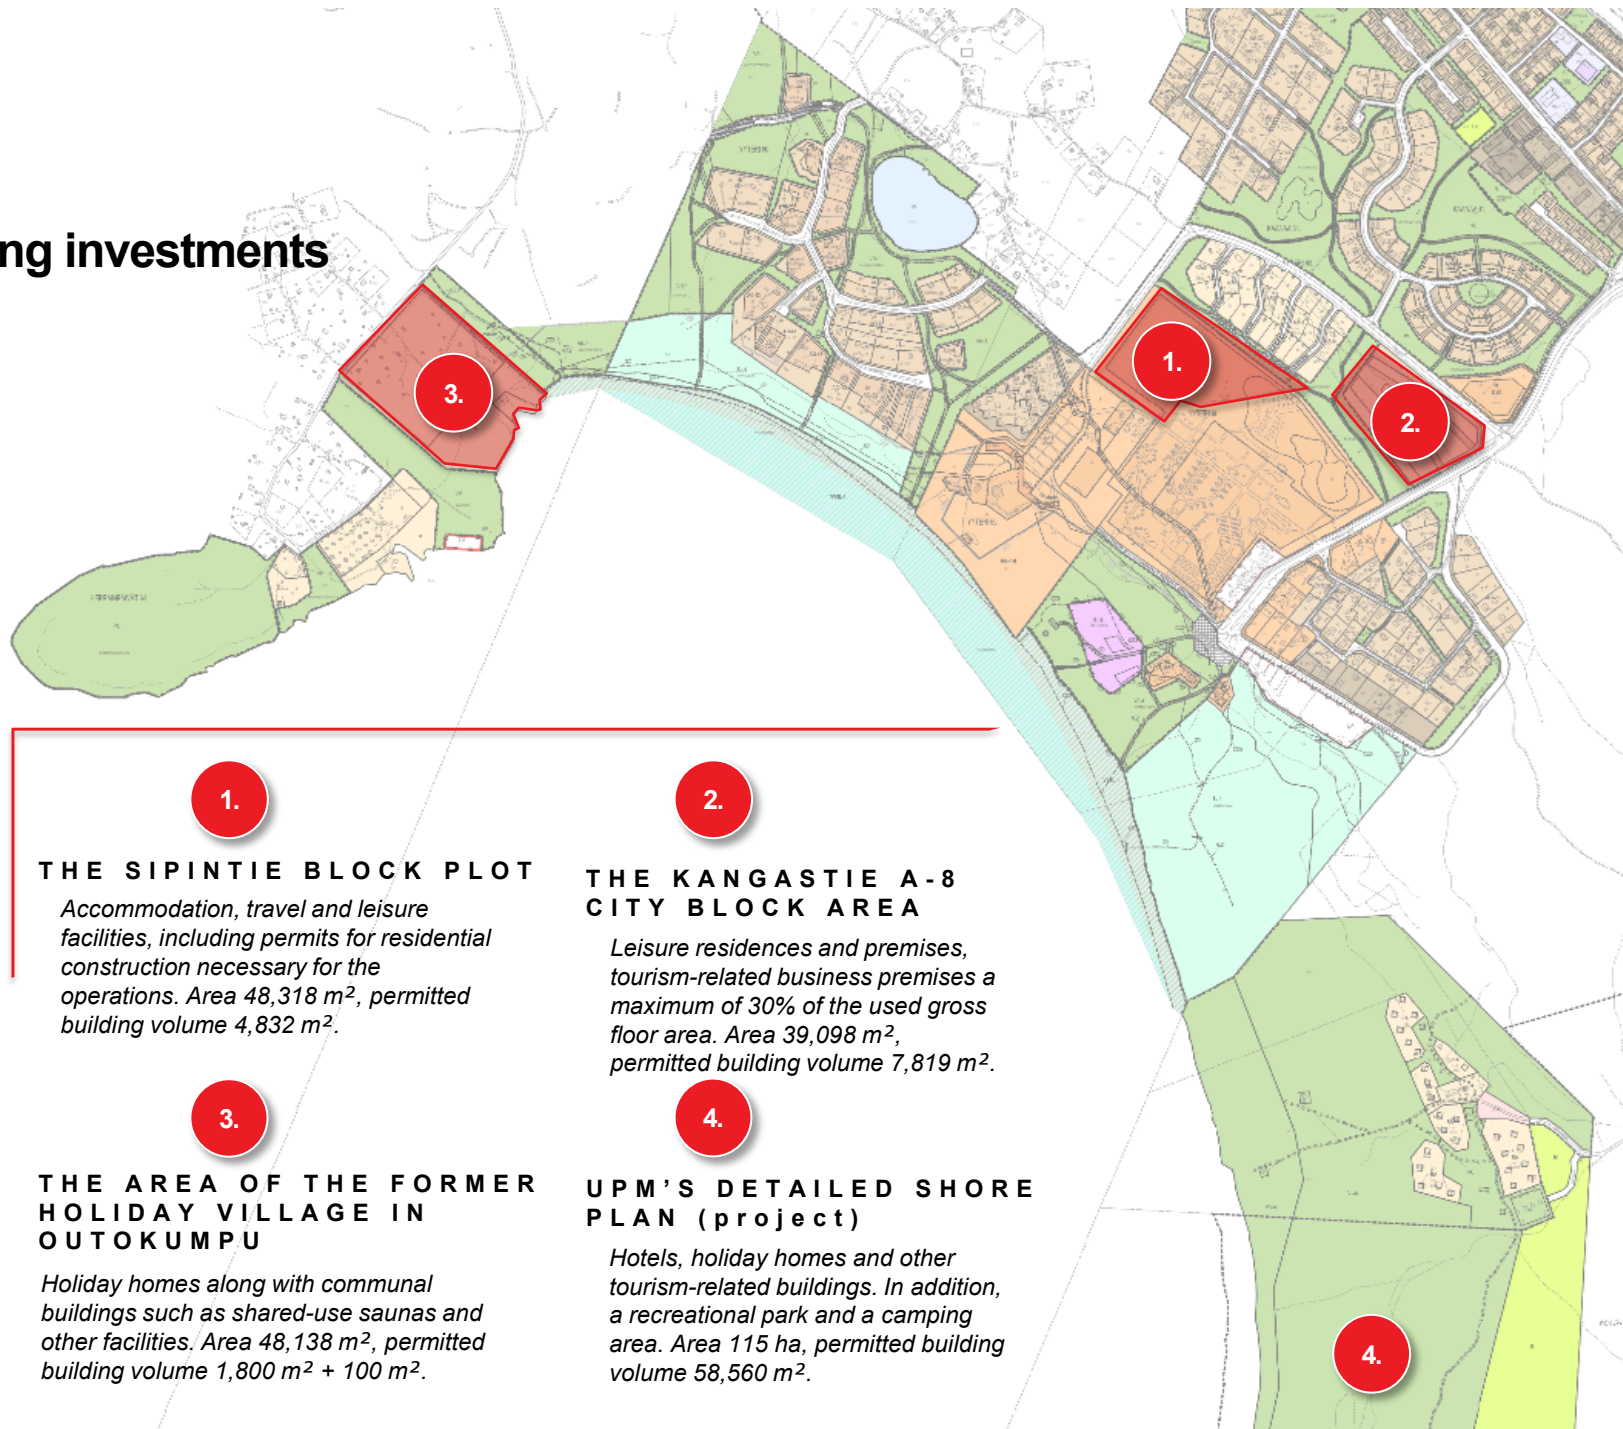 ng investments
3.
1.
2.
1.
THE SIPINTIE BLOCK PLOT
Accommodation, travel and leisure
facilities, including permits for residential
construction necessary for the
operations. Area 48,318 m², permitted
building volume 4,832 m².
2.
THE KANGASTIE A-8
CITY BLOCK AREA
Leisure residences and premises,
tourism-related business premises a
maximum of 30% of the used gross
floor area. Area 39,098 m²,
permitted building volume 7,819 m².
3.
THE AREA OF THE FORMER
HOLIDAY VILLAGE IN
OUTOKUMPU
Holiday homes along with communal
buildings such as shared-use saunas and
other facilities. Area 48,138 m², permitted
building volume 1,800 m² + 100 m².
4.
UPM’S DETAILED SHORE
PLAN (project)
Hotels, holiday homes and other
tourism-related buildings. In addition,
a recreational park and a camping
area. Area 115 ha, permitted building
volume 58,560 m².
4.